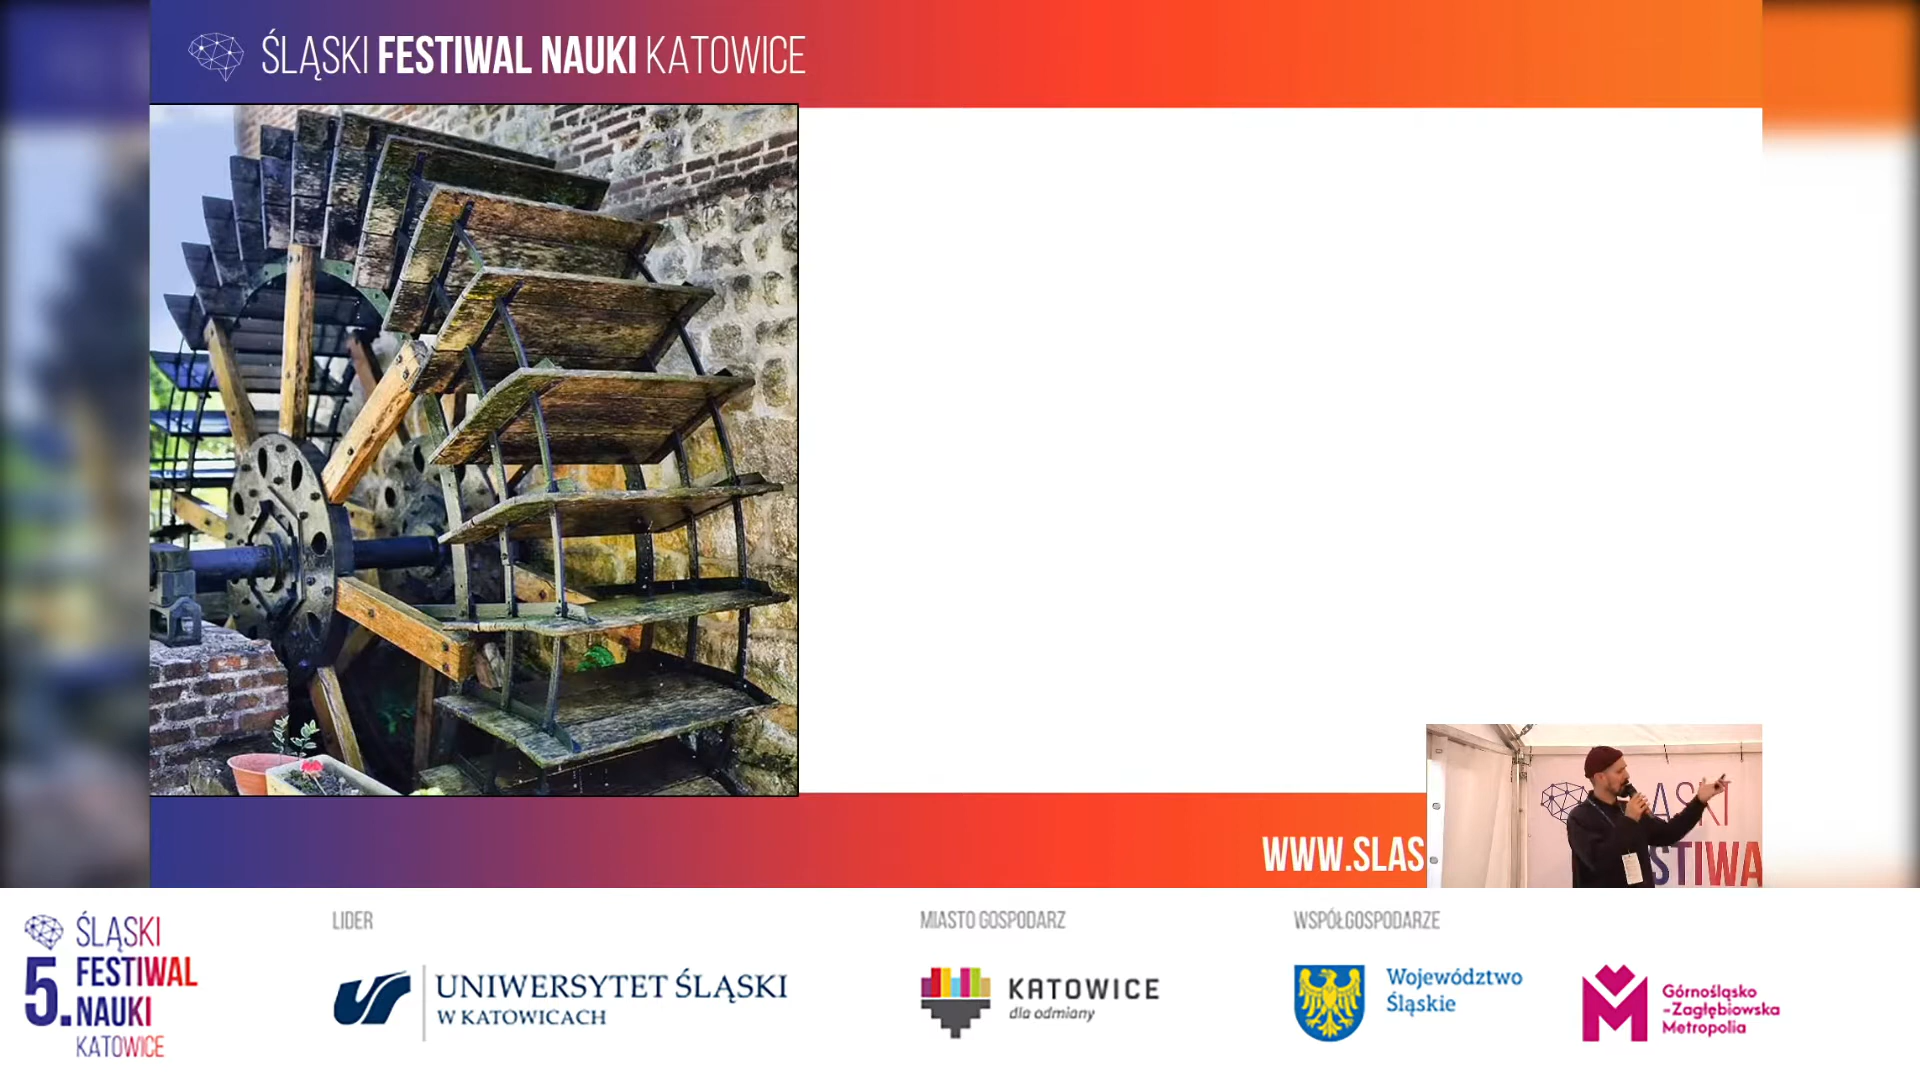 ŚLĄSKI FESTIWAL NAUKI KATOWICE
WWW.SLAS
ŚLĄSKI
FESTIWAL
5. NAUKI
KATOWICE
LIDER
UNIWERSYTET ŚLĄSKI
W KATOWICACH
MIASTO GOSPODARZ
KATOWICE
dla odmiany
WSPÓŁGOSPODARZE
Województwo
Śląskie
Górnośląsko
-Zagłębiowska
Metropolia